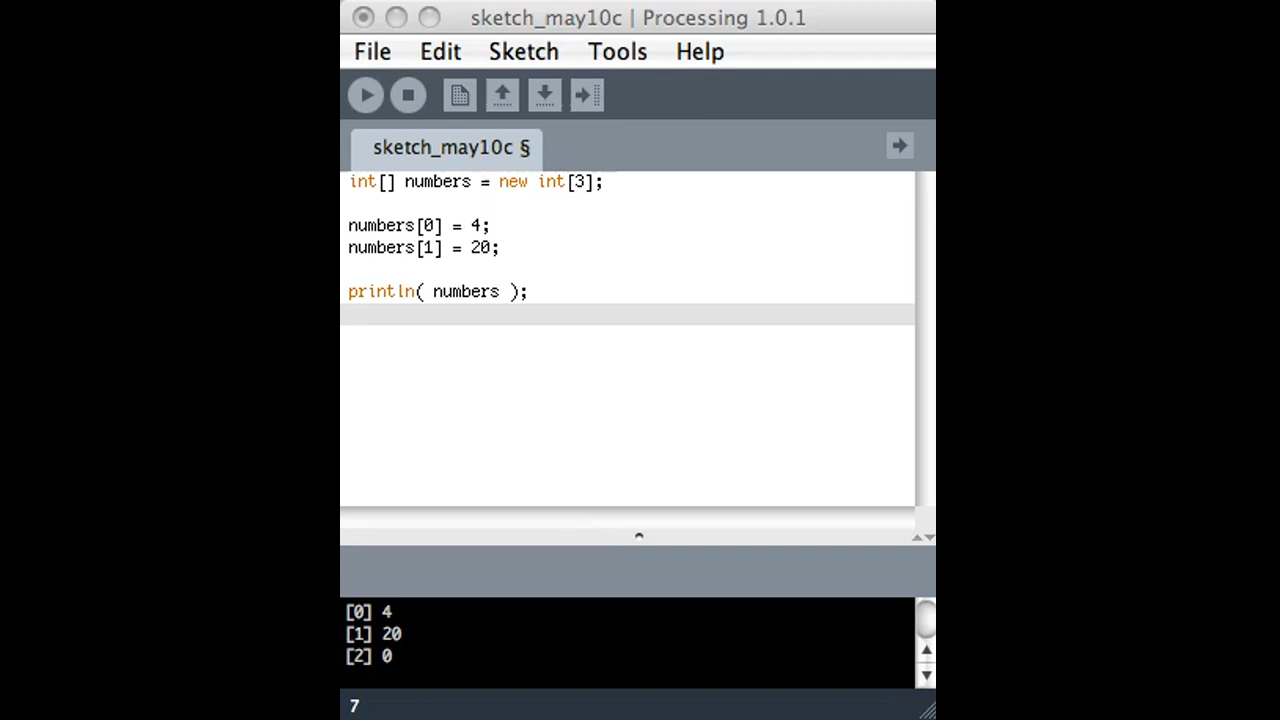 sketch_may10c | Processing 1.0.1
File Edit Sketch Tools Help
sketch_may10c §
int[] numbers = new int[3];
numbers[0] = 4;
numbers[1] = 20;
println( numbers );
[0] 4
[1] 20
[2] 0
7